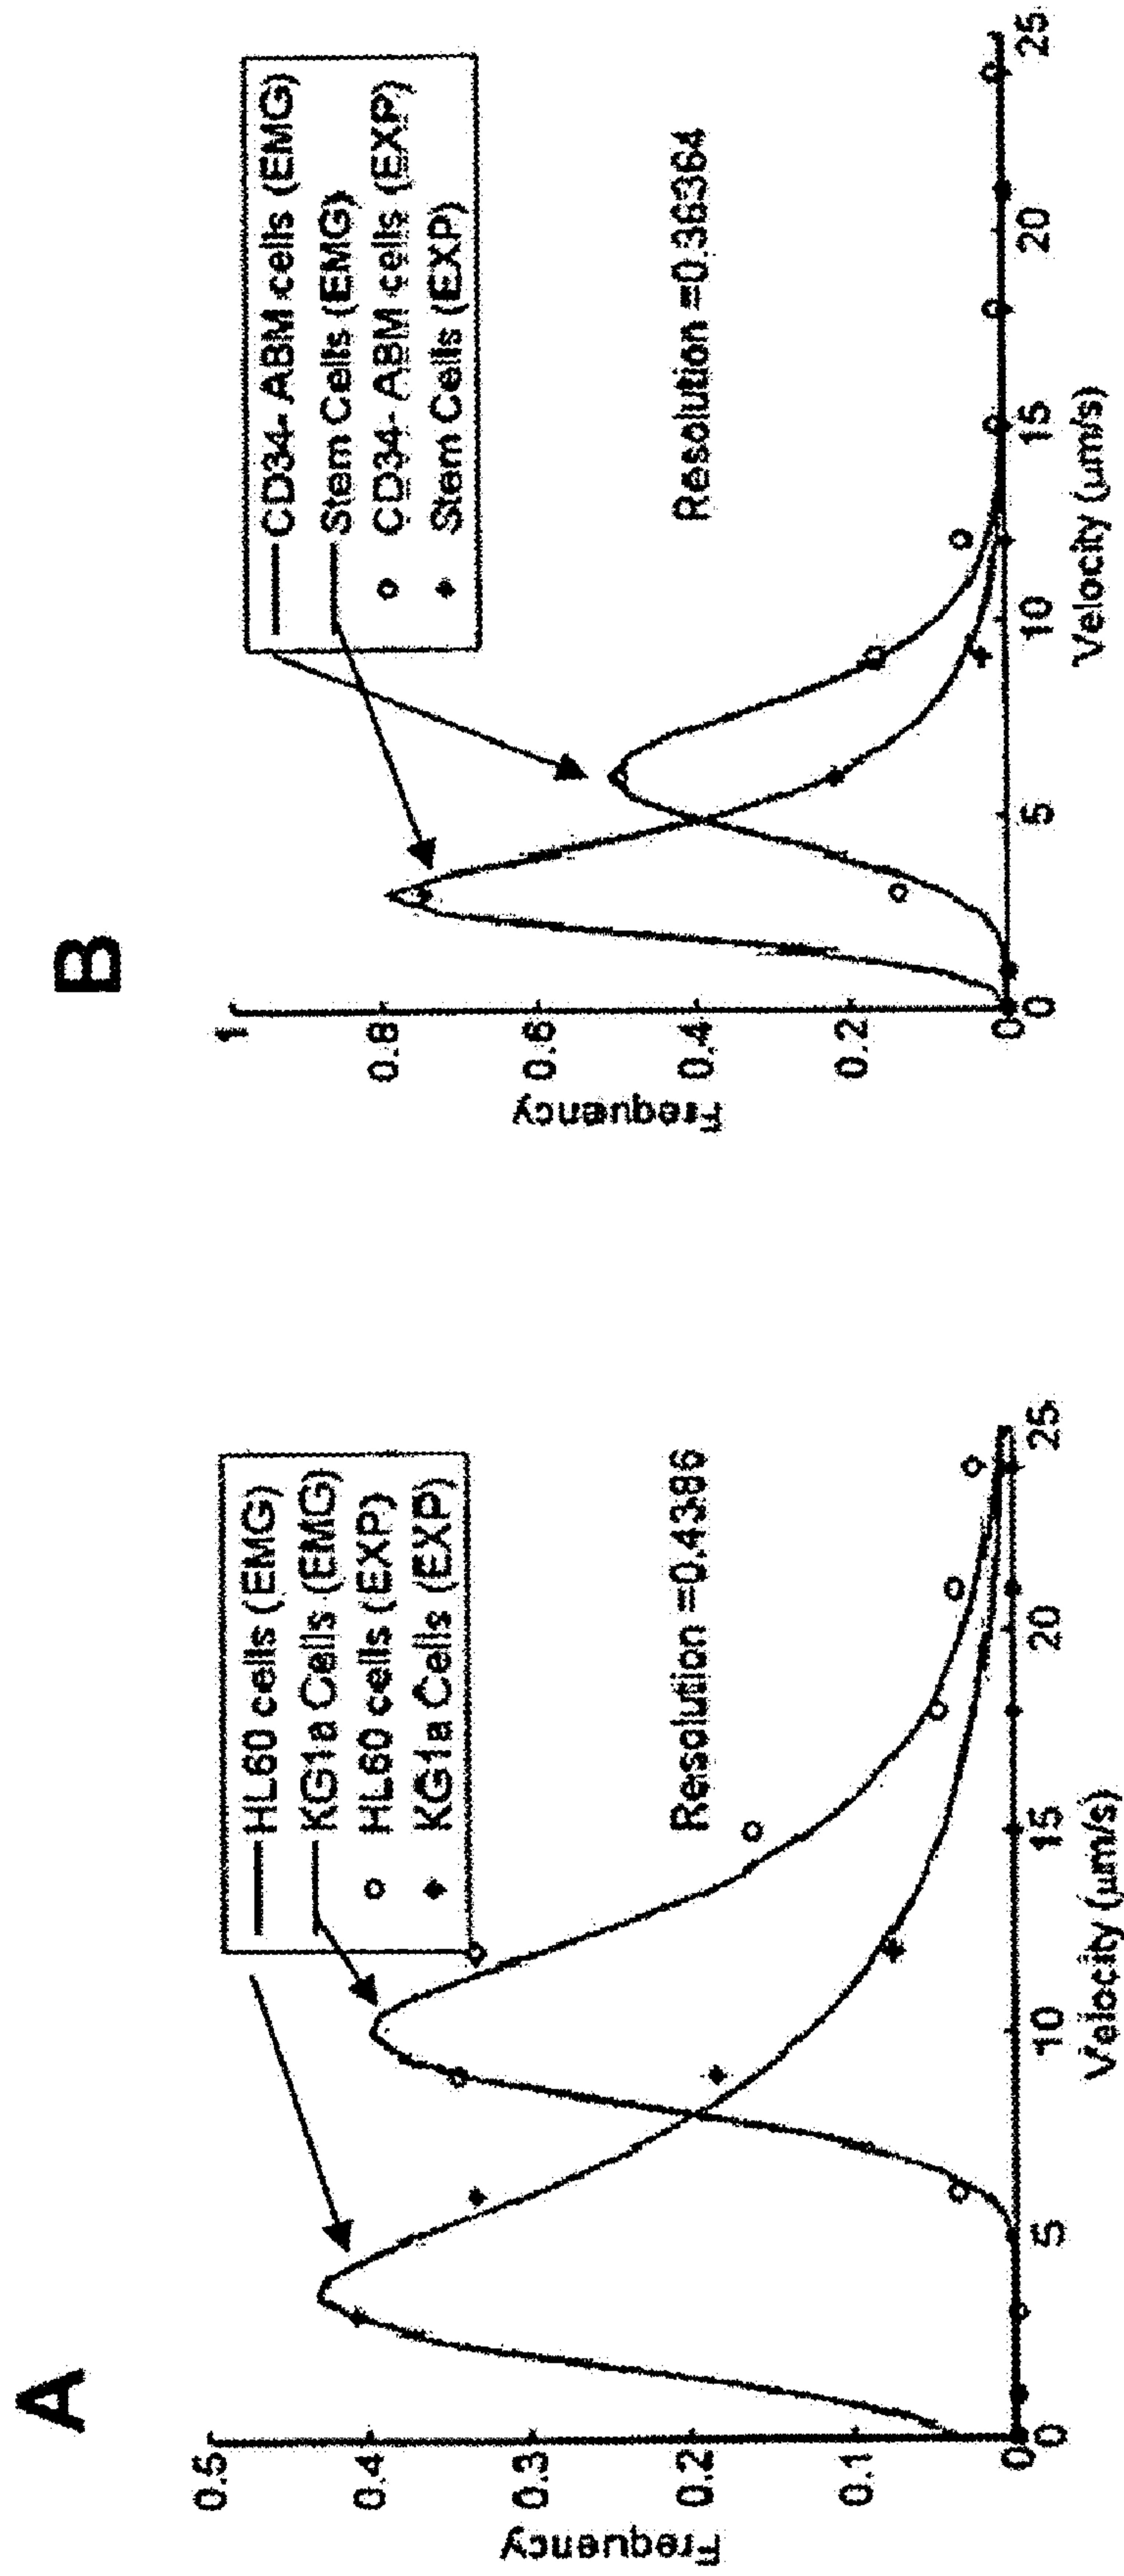 A
HL60 cells (EMG)
KG1a Cells (EMG)
HL60 cells (EXP)
KG1a Cells (EXP)
Resolution =0.4386
Frequency
0.5
0.4
0.3
0.2
0.1
0
0
5
10
15
20
25
Velocity (µm/s)
B
CD34- ABM cells (EMG)
Stem Cells (EMG)
CD34- ABM cells (EXP)
Stem Cells (EXP)
Resolution =0.36364
Frequency
1
0.8
0.6
0.4
0.2
0
0
5
10
15
20
25
Velocity (µm/s)